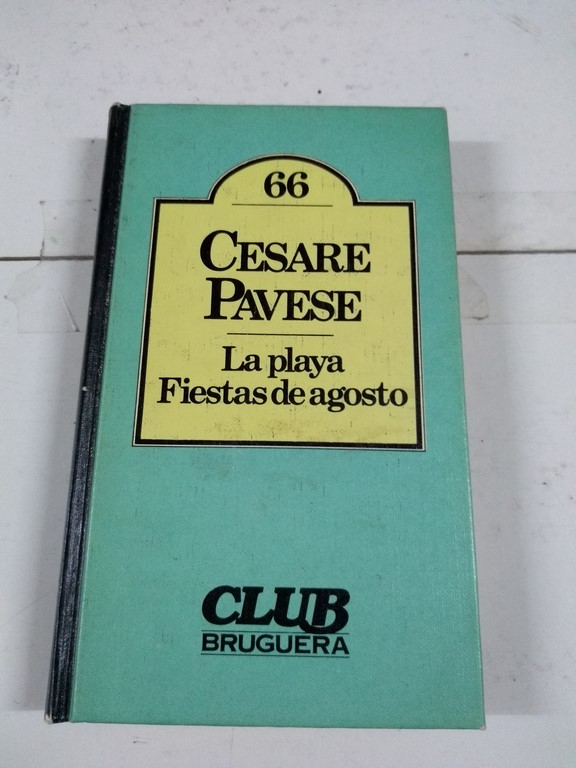 66
CESARE
PAVESE
La playa
Fiestas de agosto
CLUB
BRUGUERA